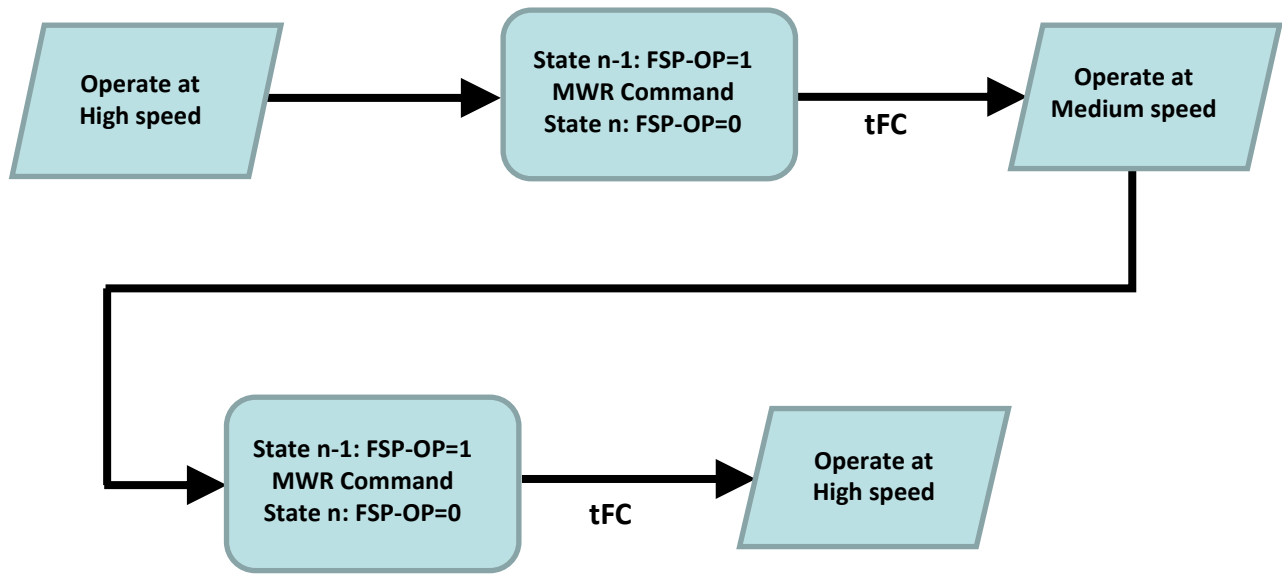 Operate at
High speed
State n-1: FSP-OP=1
MWR Command
State n: FSP-OP=0
tFC
Operate at
Medium speed
State n-1: FSP-OP=1
MWR Command
State n: FSP-OP=0
tFC
Operate at
High speed